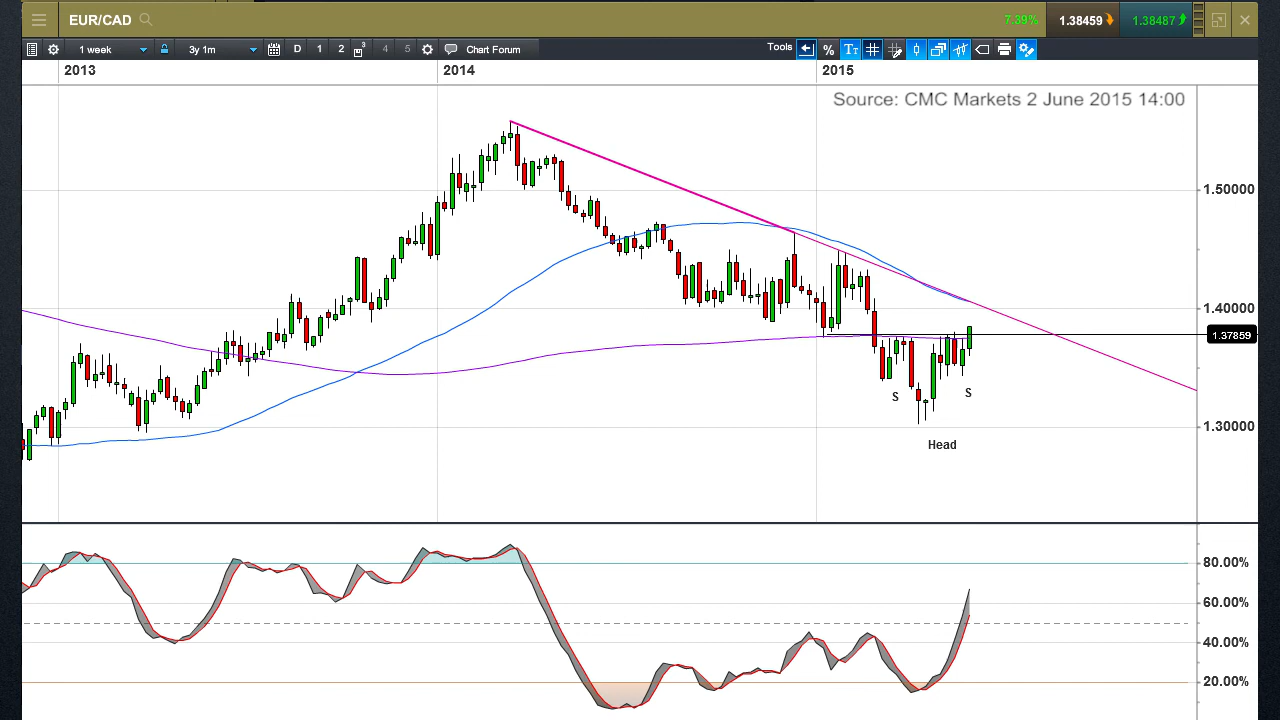 EUR/CAD 7.39% 1.38459 1.38487
1 week 3y 1m D 1 2 3 4 5 Chart Forum Tools % TT
2013 2014 2015
Source: CMC Markets 2 June 2015 14:00
1.50000
1.40000
1.37859
S S
1.30000
Head
80.00%
60.00%
40.00%
20.00%